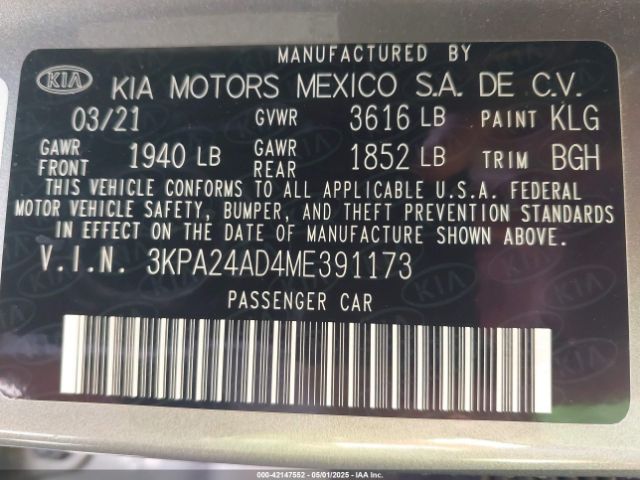 MANUFACTURED BY
KIA KIA MOTORS MEXICO S.A. DE C.V.
03/21 GVWR 3616 LB PAINT KLG
GAWR FRONT 1940 LB GAWR REAR 1852 LB TRIM BGH
THIS VEHICLE CONFORMS TO ALL APPLICABLE U.S.A. FEDERAL
MOTOR VEHICLE SAFETY, BUMPER, AND THEFT PREVENTION STANDARDS
IN EFFECT ON THE DATE OF MANUFACTURE SHOWN ABOVE.
V.I.N. 3KPA24AD4ME391173
PASSENGER CAR
000-42147552 - 05/01/2025 - IAAI.COM